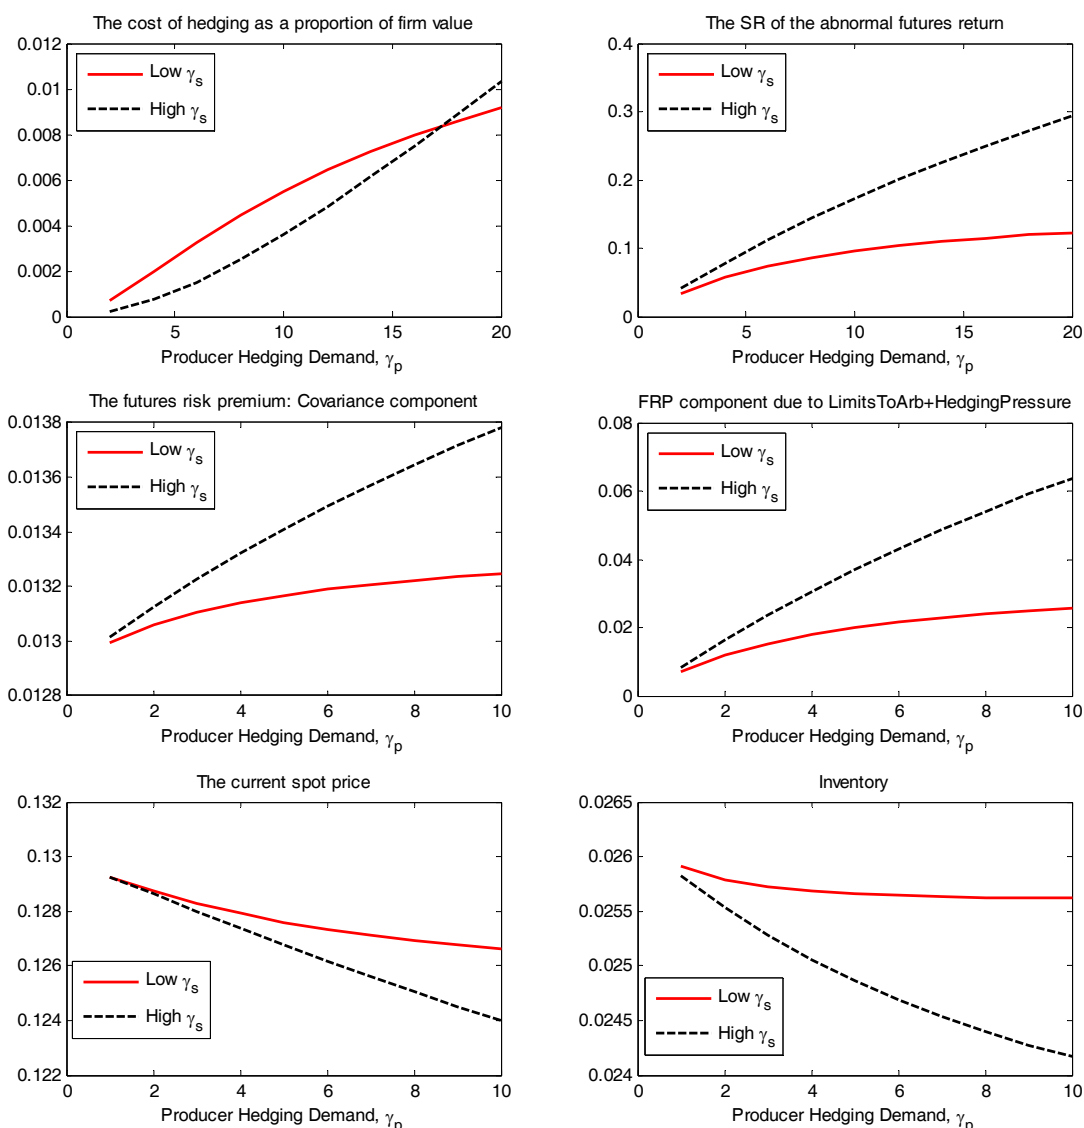 The cost of hedging as a proportion of firm value
0.012
0.01
0.008
0.006
0.004
0.002
0
0 5 10 15 20
Low γs
High γs
Producer Hedging Demand, γp
The SR of the abnormal futures return
0.4
0.3
0.2
0.1
0
0 5 10 15 20
Low γs
High γs
Producer Hedging Demand, γp
The futures risk premium: Covariance component
0.0138
0.0136
0.0134
0.0132
0.013
0.0128
0 2 4 6 8 10
Low γs
High γs
Producer Hedging Demand, γp
FRP component due to LimitsToArb+HedgingPressure
0.08
0.06
0.04
0.02
0
0 2 4 6 8 10
Low γs
High γs
Producer Hedging Demand, γp
The current spot price
0.132
0.13
0.128
0.126
0.124
0.122
0 2 4 6 8 10
Low γs
High γs
Producer Hedging Demand, γp
Inventory
0.0265
0.026
0.0255
0.025
0.0245
0.024
0 2 4 6 8 10
Low γs
High γs
Producer Hedging Demand, γp